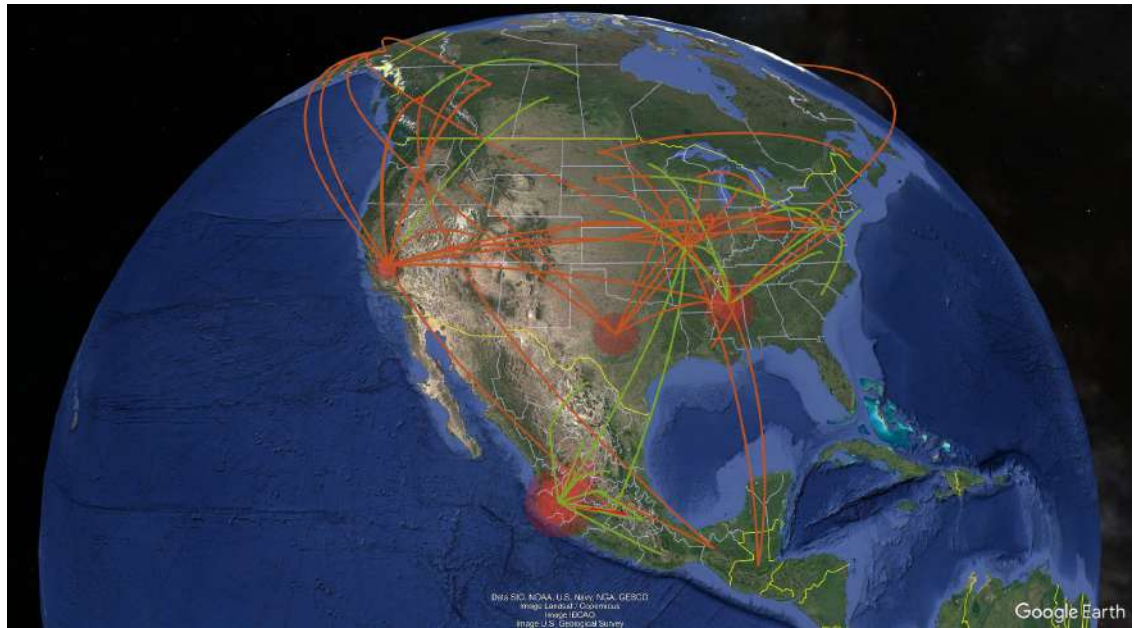 Data SIO, NOAA, U.S. Navy, NGA, GEBCO
Image Landsat / Copernicus
Image IBCAO
Image U.S. Geological Survey
Google Earth